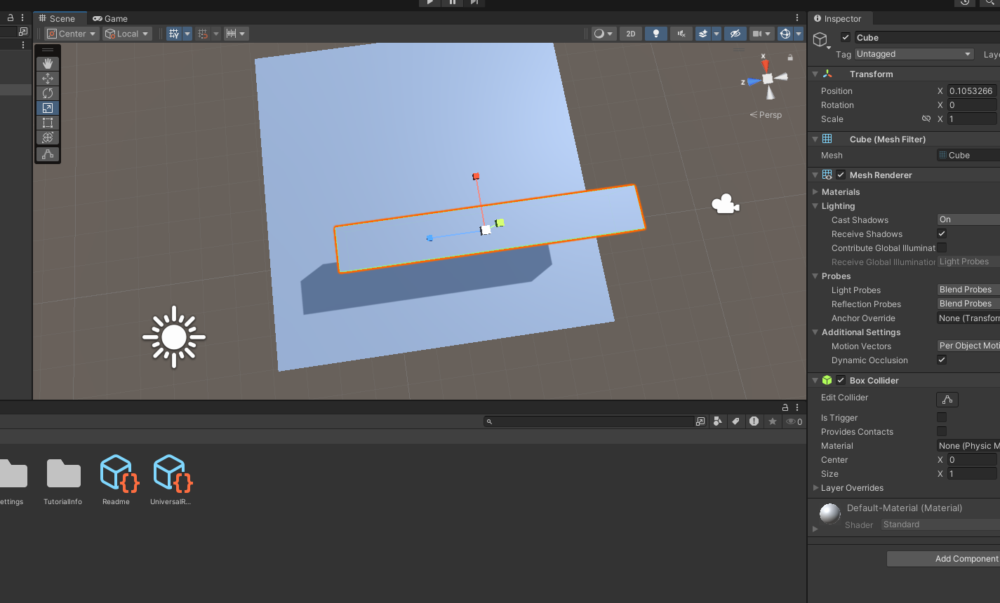 Scene
Game
Center
Local
2D
x
z
Persp
ettings
TutorialInfo
Readme
UniversalR...
0
Inspector
Cube
Tag Untagged Laye
Transform
Position X 0.1053266
Rotation X 0
Scale X 1
Cube (Mesh Filter)
Mesh Cube
Mesh Renderer
Materials
Lighting
Cast Shadows On
Receive Shadows
Contribute Global Illuminat
Receive Global Illumination Light Probes
Probes
Light Probes Blend Probes
Reflection Probes Blend Probes
Anchor Override None (Transfor
Additional Settings
Motion Vectors Per Object Moti
Dynamic Occlusion
Box Collider
Edit Collider
Is Trigger
Provides Contacts
Material None (Physic M
Center X 0
Size X 1
Layer Overrides
Default-Material (Material)
Shader Standard
Add Component